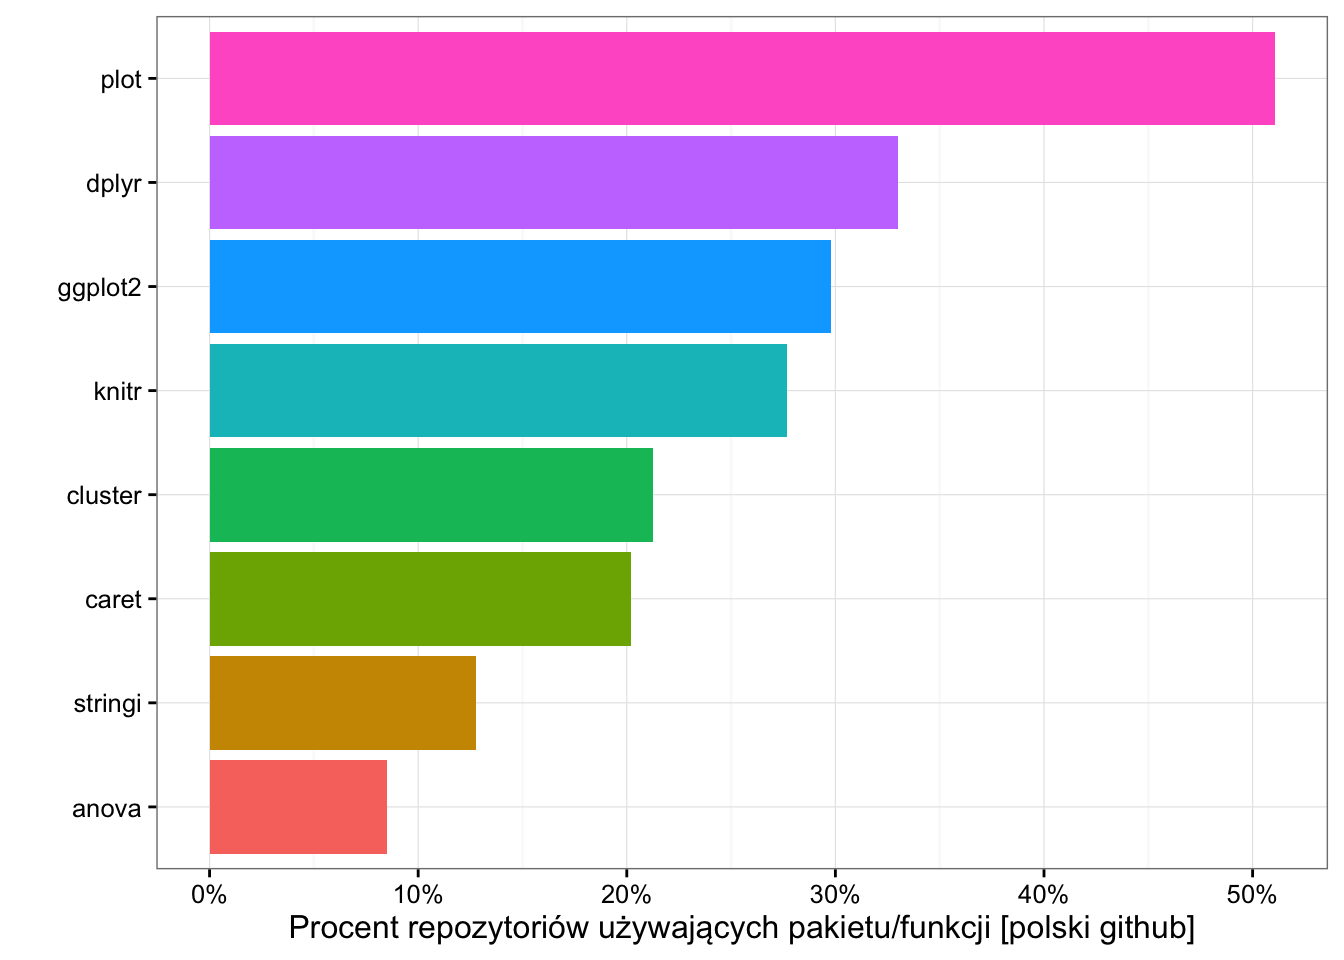 plot
dplyr
ggplot2
knitr
cluster
caret
stringi
anova
0% 10% 20% 30% 40% 50%
Procent repozytoriów używających pakietu/funkcji [polski github]